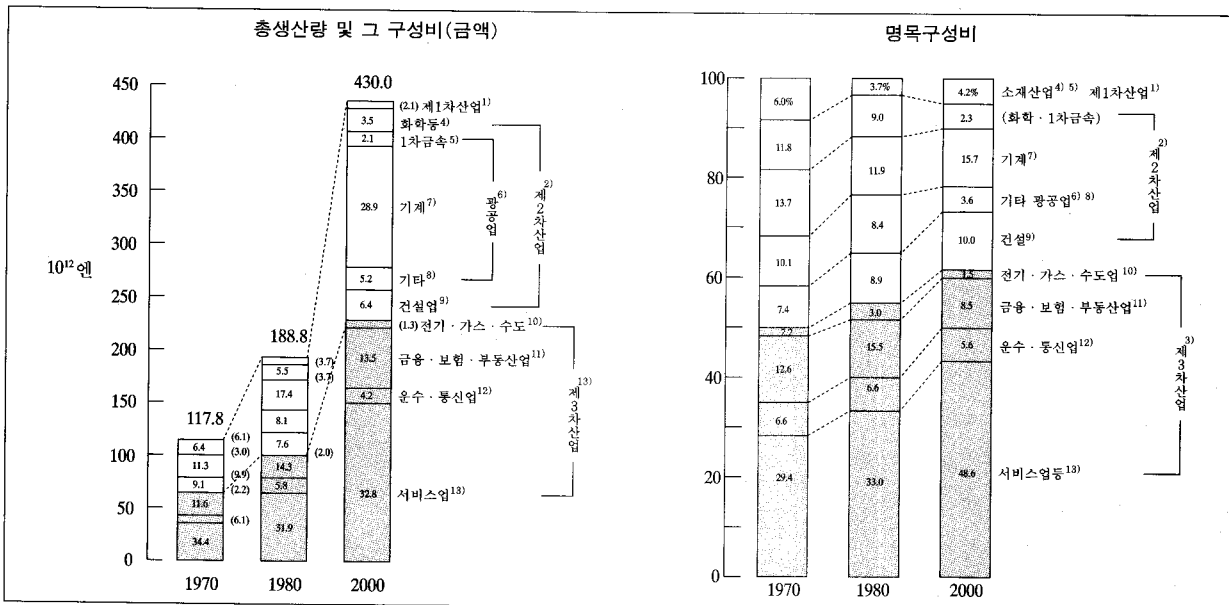 총생산량 및 그 구성비(금액)
450
400
350
300
250
200
150
100
50
0
10¹²엔
117.8
6.4
11.3
9.1
11.6
34.4
(6.1)
(3.0)
(9.9)
(2.2)
(6.1)
188.8
5.5
17.4
8.1
7.6
14.3
5.8
31.9
(3.7)
(3.7)
(2.0)
430.0
(2.1) 제1차산업¹⁾
3.5 화학등⁴⁾
2.1 1차금속⁵⁾
28.9 기계⁷⁾
5.2 기타⁸⁾
6.4 건설업⁹⁾
(1.3) 전기·가스·수도¹⁰⁾
13.5 금융·보험·부동산업¹¹⁾
4.2 운수·통신업¹²⁾
32.8 서비스업¹³⁾
광공업⁶⁾
제2차산업²⁾
제3차산업¹³⁾
1970 1980 2000
명목구성비
100
80
60
40
20
0
6.0%
11.8
13.7
10.1
7.4
2.2
12.6
6.6
29.4
3.7%
9.0
11.9
8.4
8.9
3.0
15.5
6.6
33.0
4.2% 소재산업⁴⁾ ⁵⁾ 제1차산업¹⁾
2.3 (화학·1차금속)
15.7 기계⁷⁾
3.6 기타 광공업⁶⁾ ⁸⁾
10.0 건설⁹⁾
1.5 전기·가스·수도업¹⁰⁾
8.5 금융·보험·부동산업¹¹⁾
5.6 운수·통신업¹²⁾
48.6 서비스업등¹³⁾
제2차산업²⁾
제3차산업³⁾
1970 1980 2000